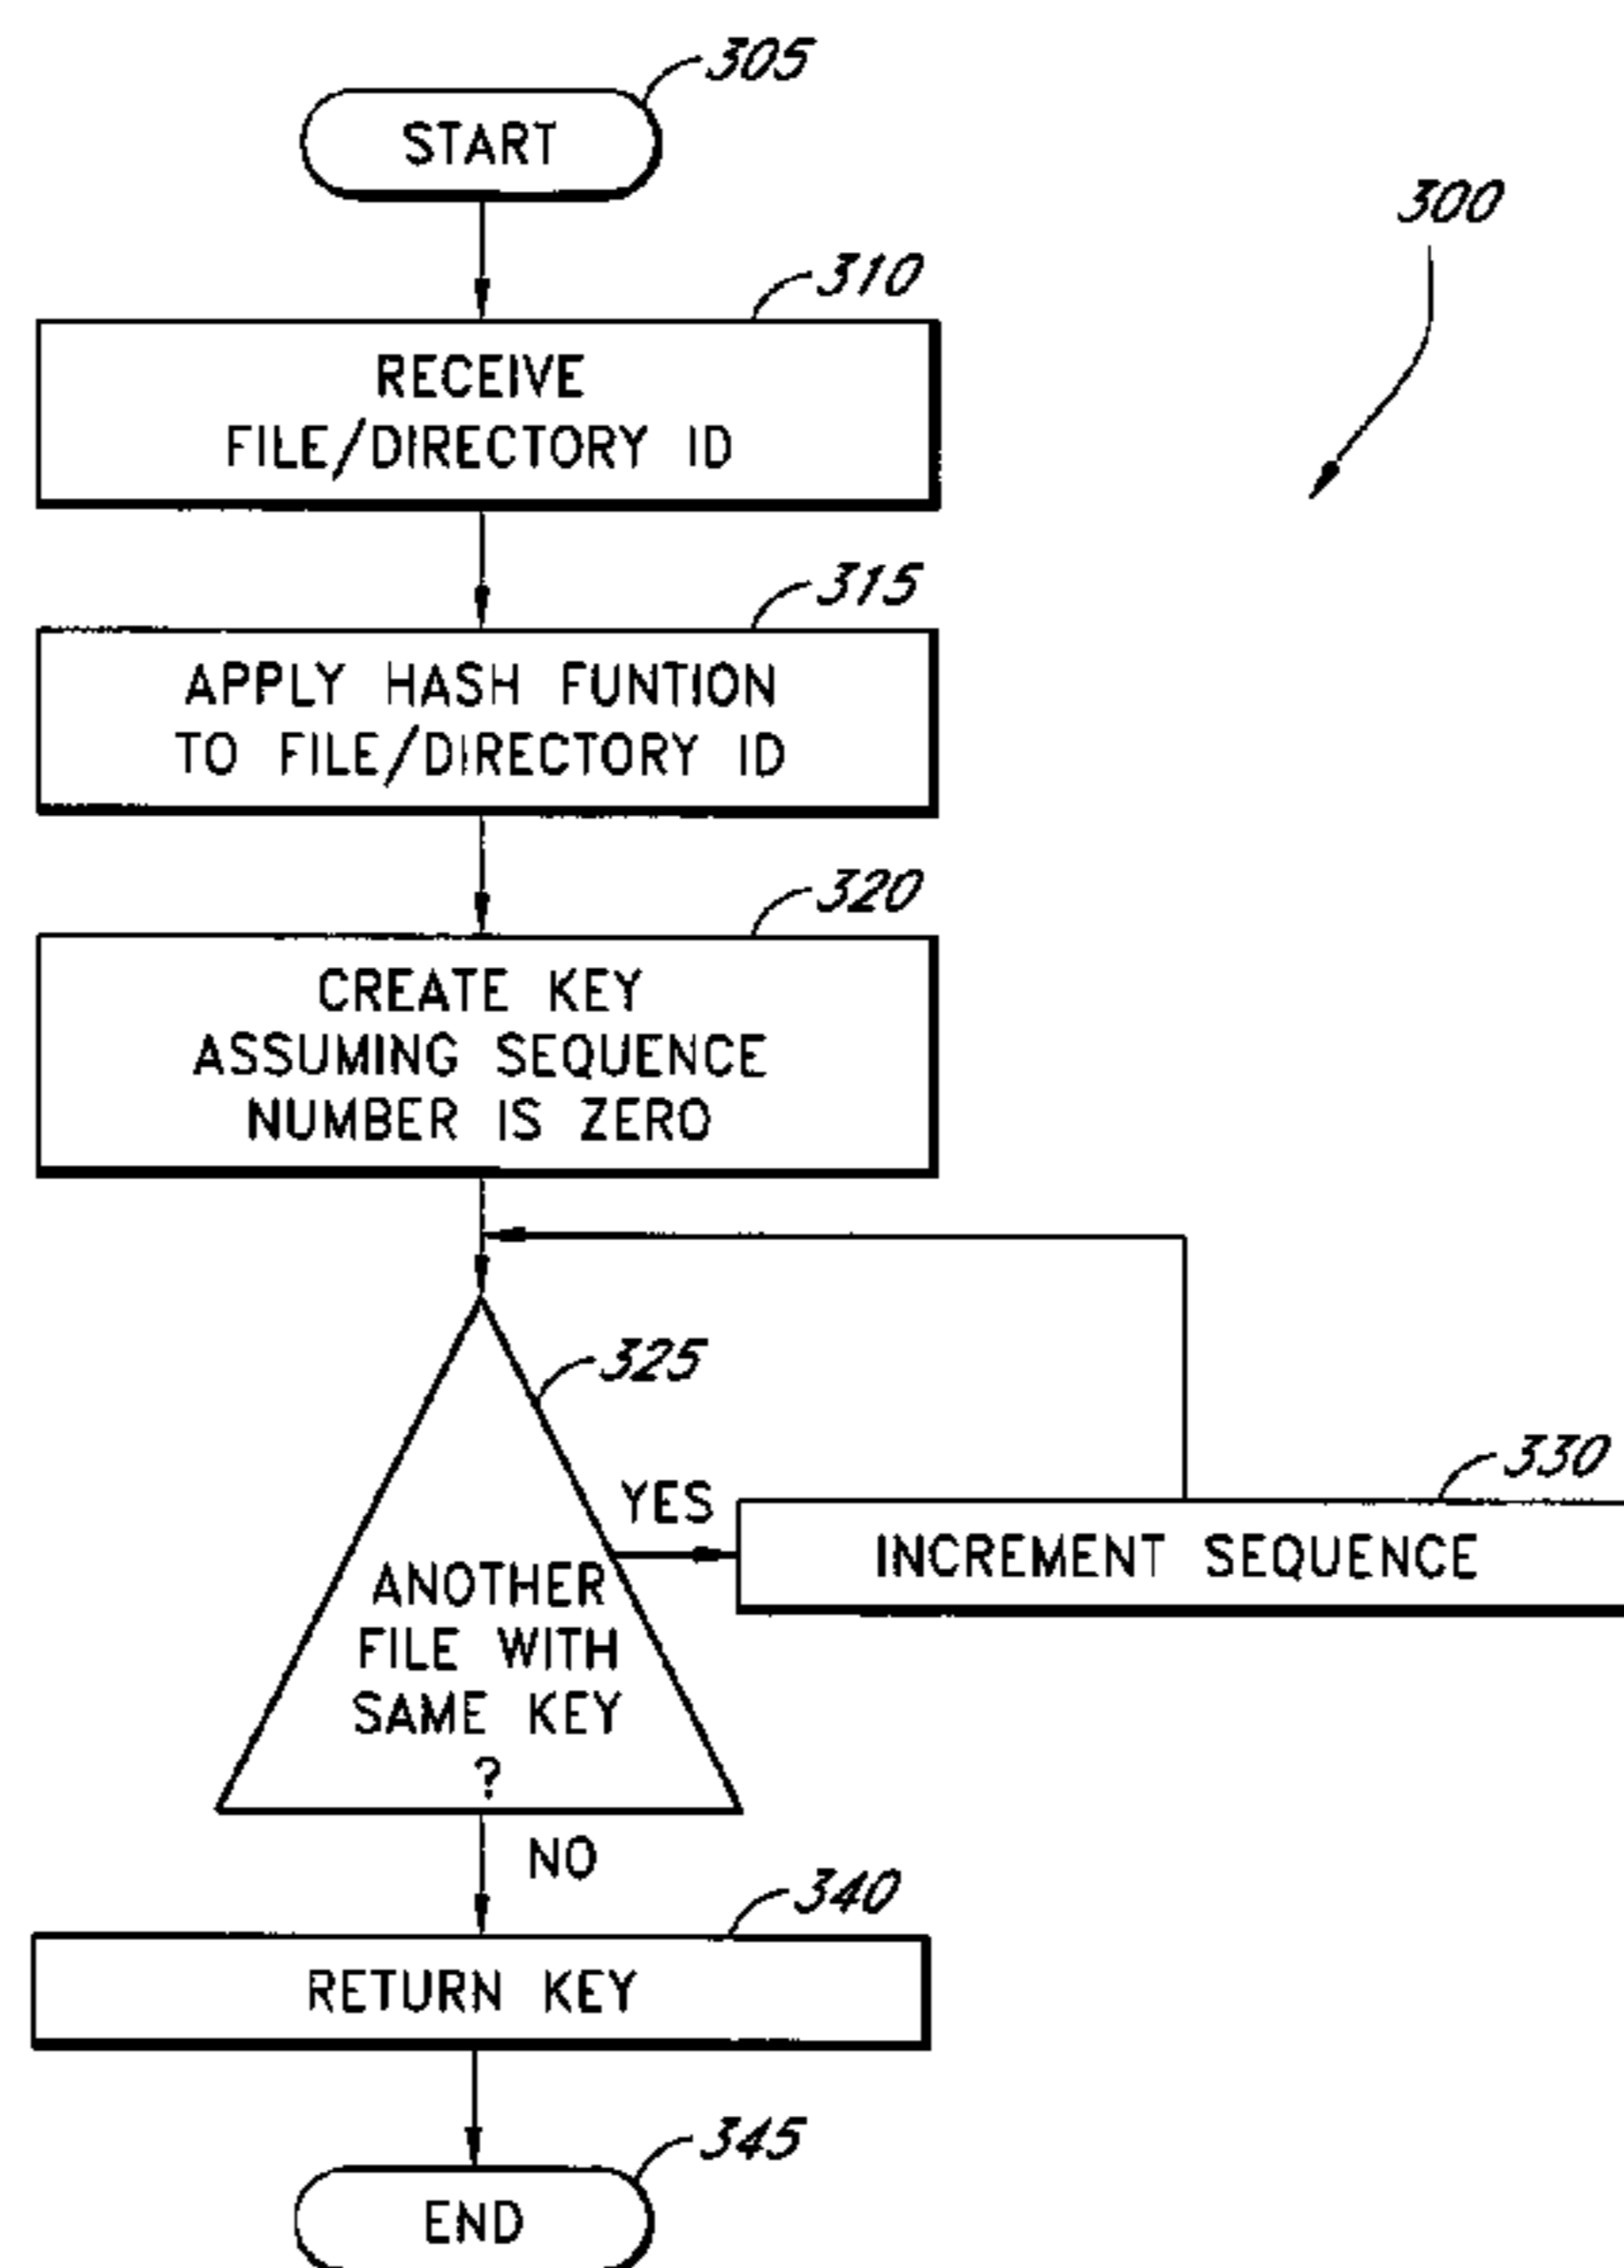 305
START
300
310
RECEIVE
FILE/DIRECTORY ID
315
APPLY HASH FUNTION
TO FILE/DIRECTORY ID
320
CREATE KEY
ASSUMING SEQUENCE
NUMBER IS ZERO
325
YES
330
INCREMENT SEQUENCE
ANOTHER
FILE WITH
SAME KEY
?
NO
340
RETURN KEY
345
END